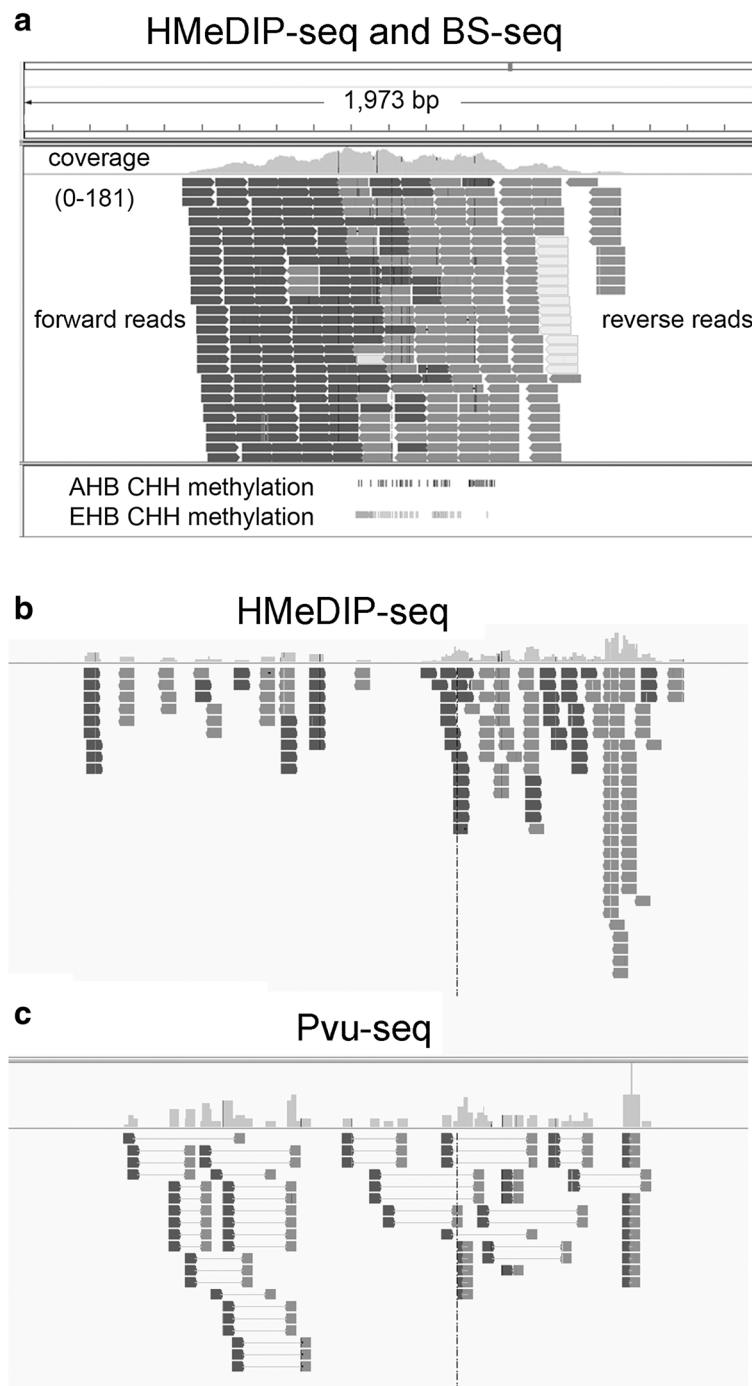 a
HMeDIP-seq and BS-seq
1,973 bp
coverage
(0-181)
forward reads
reverse reads
AHB CHH methylation
EHB CHH methylation
b
HMeDIP-seq
c
Pvu-seq